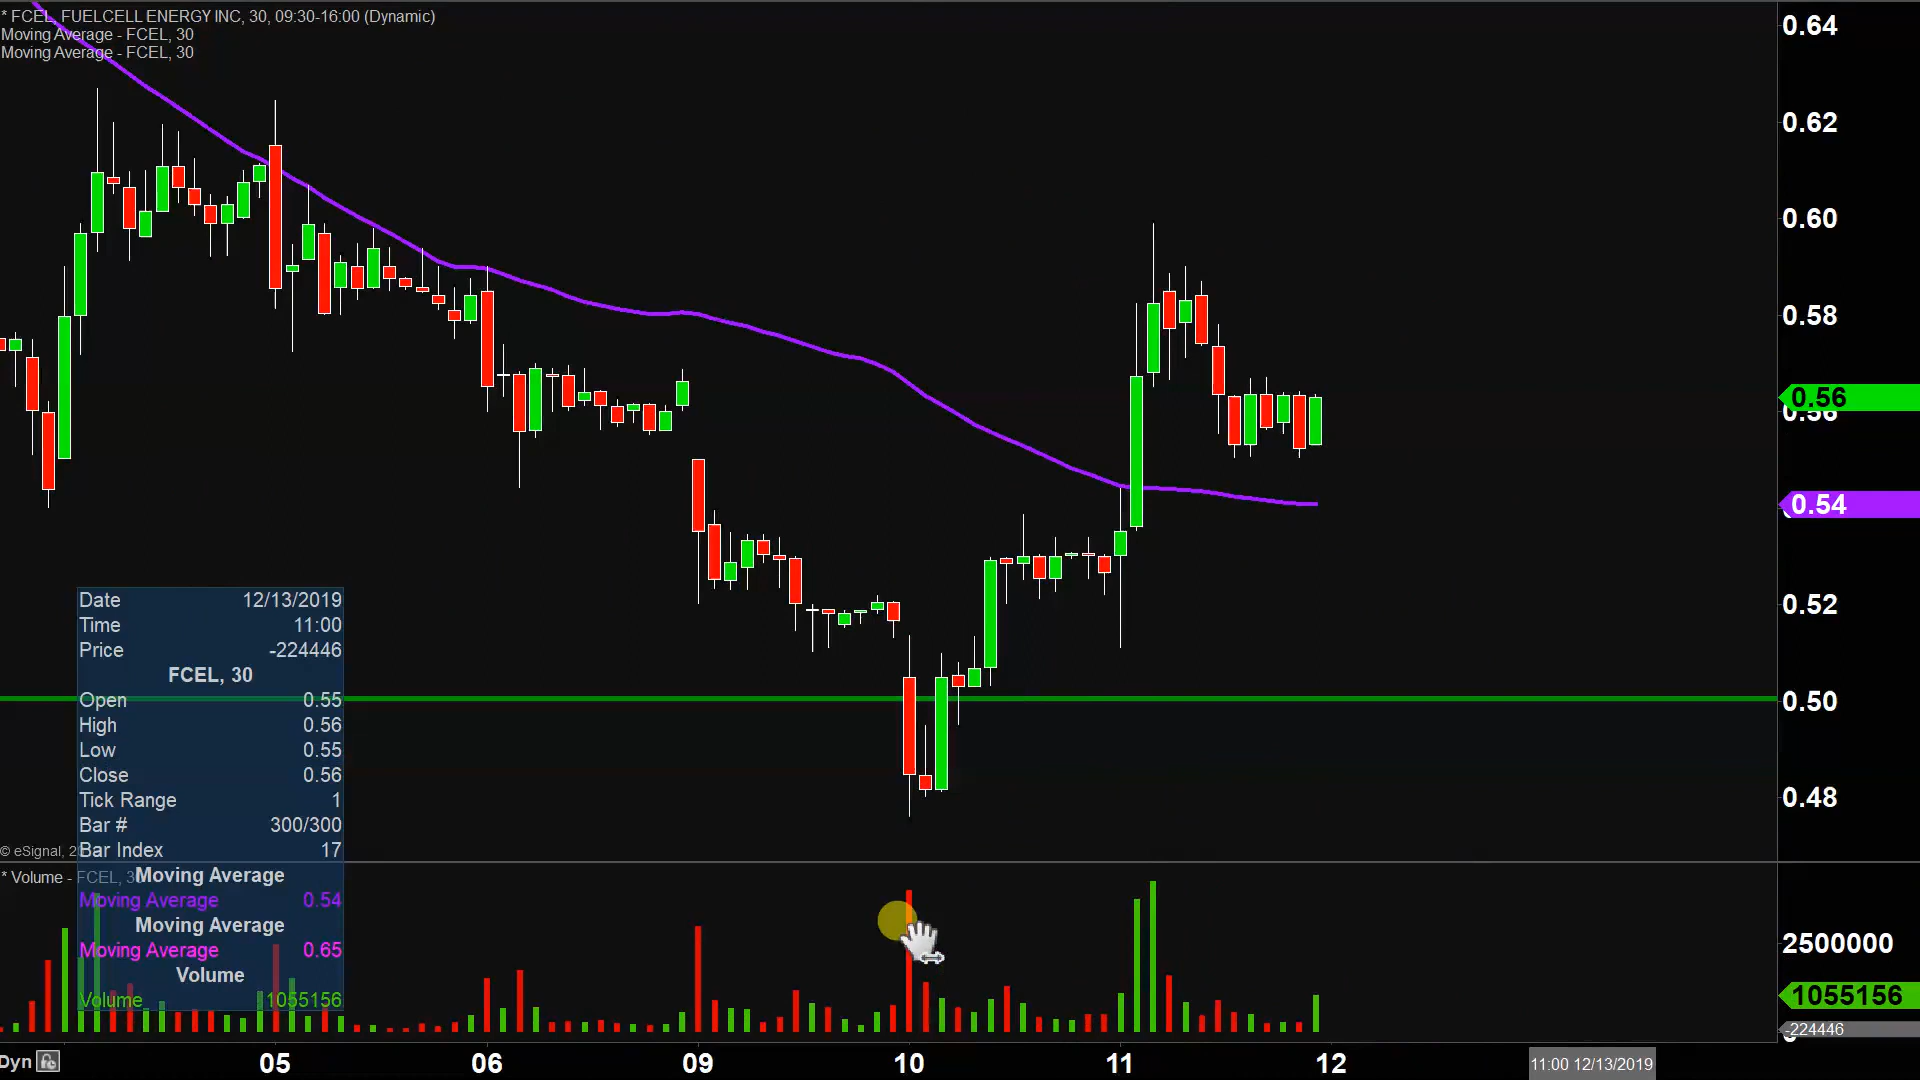 * FCEL, FUELCELL ENERGY INC, 30, 09:30-16:00 (Dynamic)
Moving Average - FCEL, 30
Moving Average - FCEL, 30
0.64
0.62
0.60
0.58
0.56
0.56
0.54
0.52
0.50
0.48
Date 12/13/2019
Time 11:00
Price -224446
FCEL, 30
Open 0.55
High 0.56
Low 0.55
Close 0.56
Tick Range 1
Bar # 300/300
Bar Index 17
Moving Average
Moving Average 0.54
Moving Average
Moving Average 0.65
Volume
Volume 1055156
© eSignal, 2
* Volume - FCEL, 3
2500000
1055156
-224446
Dyn
05 06 09 10 11 12
11:00 12/13/2019